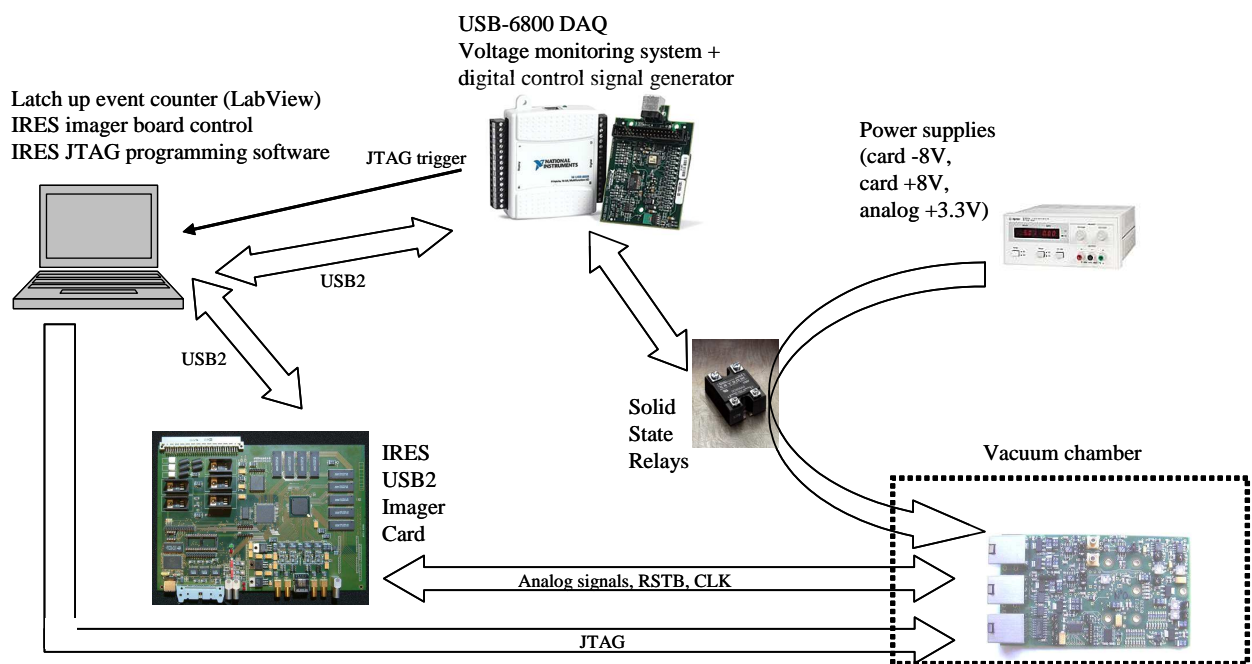 USB-6800 DAQ
Voltage monitoring system +
digital control signal generator
Latch up event counter (LabView)
IRES imager board control
IRES JTAG programming software
JTAG trigger
NATIONAL
INSTRUMENTS
Power supplies
(card -8V,
card +8V,
analog +3.3V)
USB2
USB2
Solid
State
Relays
IRES
USB2
Imager
Card
Vacuum chamber
Analog signals, RSTB, CLK
JTAG